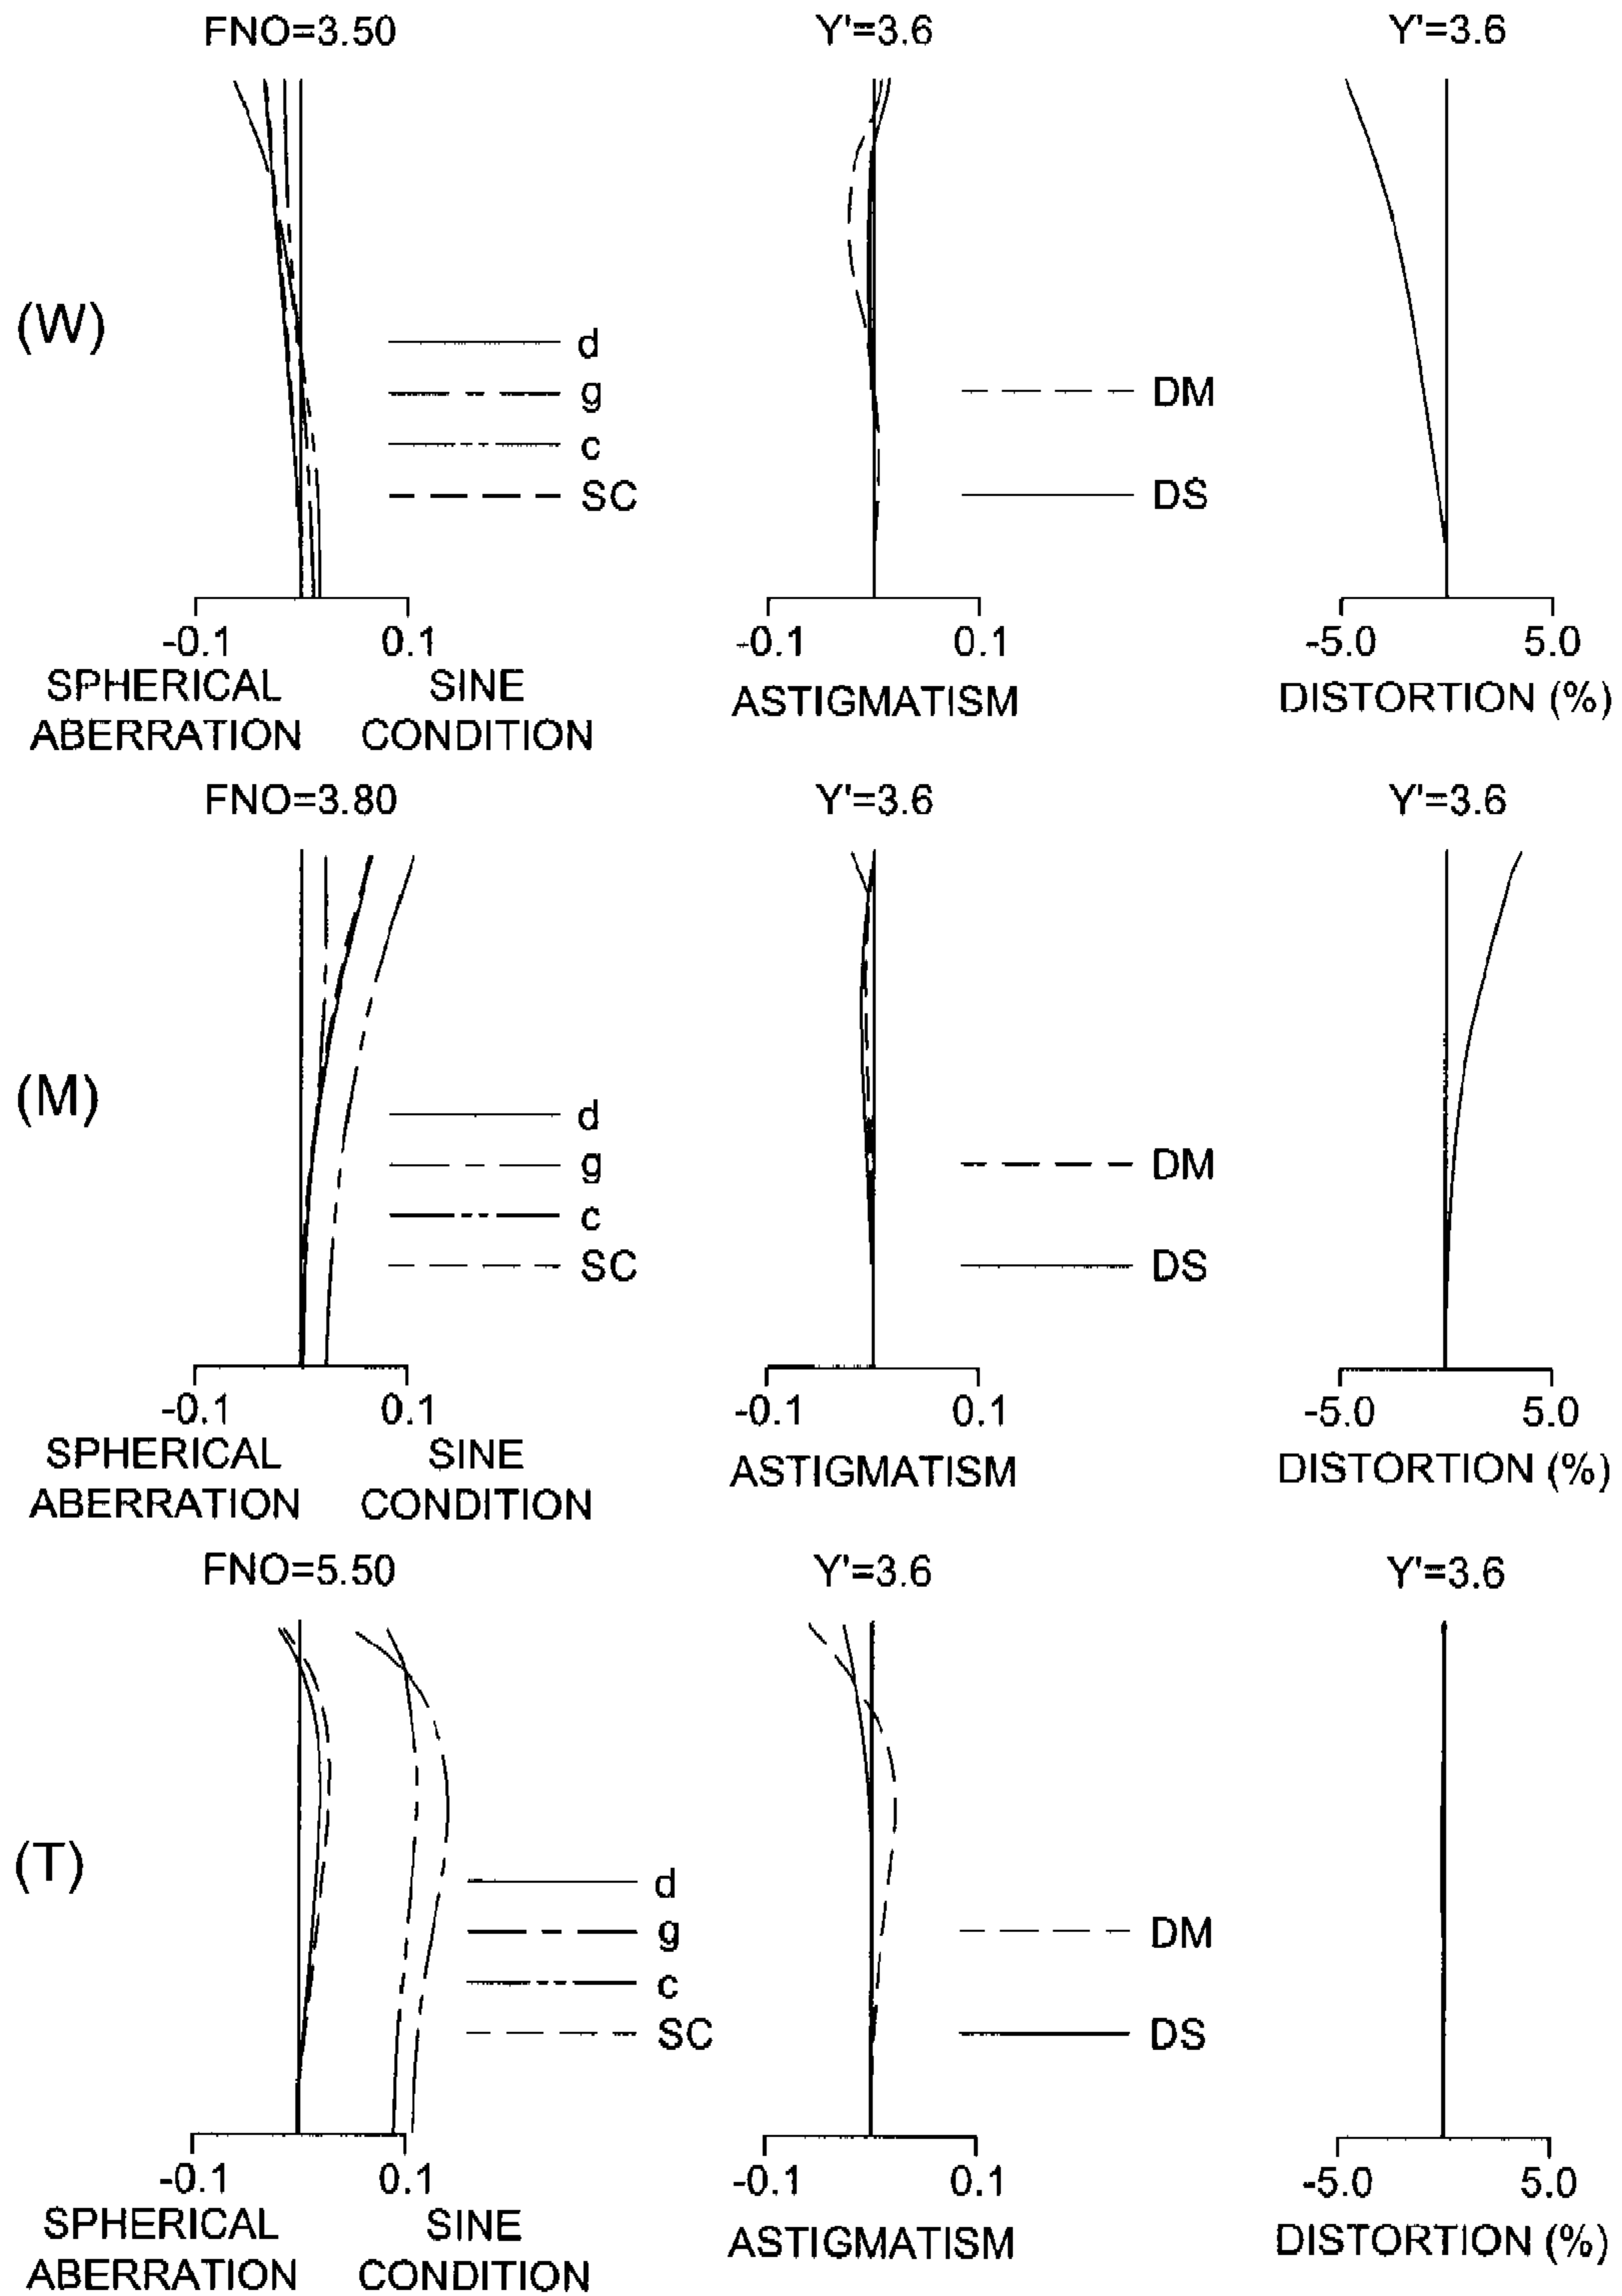 FNO=3.50 Y'=3.6 Y'=3.6
(W)
d
g
c
SC
DM
DS
-0.1 0.1 -0.1 0.1 -5.0 5.0
SPHERICAL ABERRATION SINE CONDITION ASTIGMATISM DISTORTION (%)
FNO=3.80 Y'=3.6 Y'=3.6
(M)
d
g
c
SC
DM
DS
-0.1 0.1 -0.1 0.1 -5.0 5.0
SPHERICAL ABERRATION SINE CONDITION ASTIGMATISM DISTORTION (%)
FNO=5.50 Y'=3.6 Y'=3.6
(T)
d
g
c
SC
DM
DS
-0.1 0.1 -0.1 0.1 -5.0 5.0
SPHERICAL ABERRATION SINE CONDITION ASTIGMATISM DISTORTION (%)